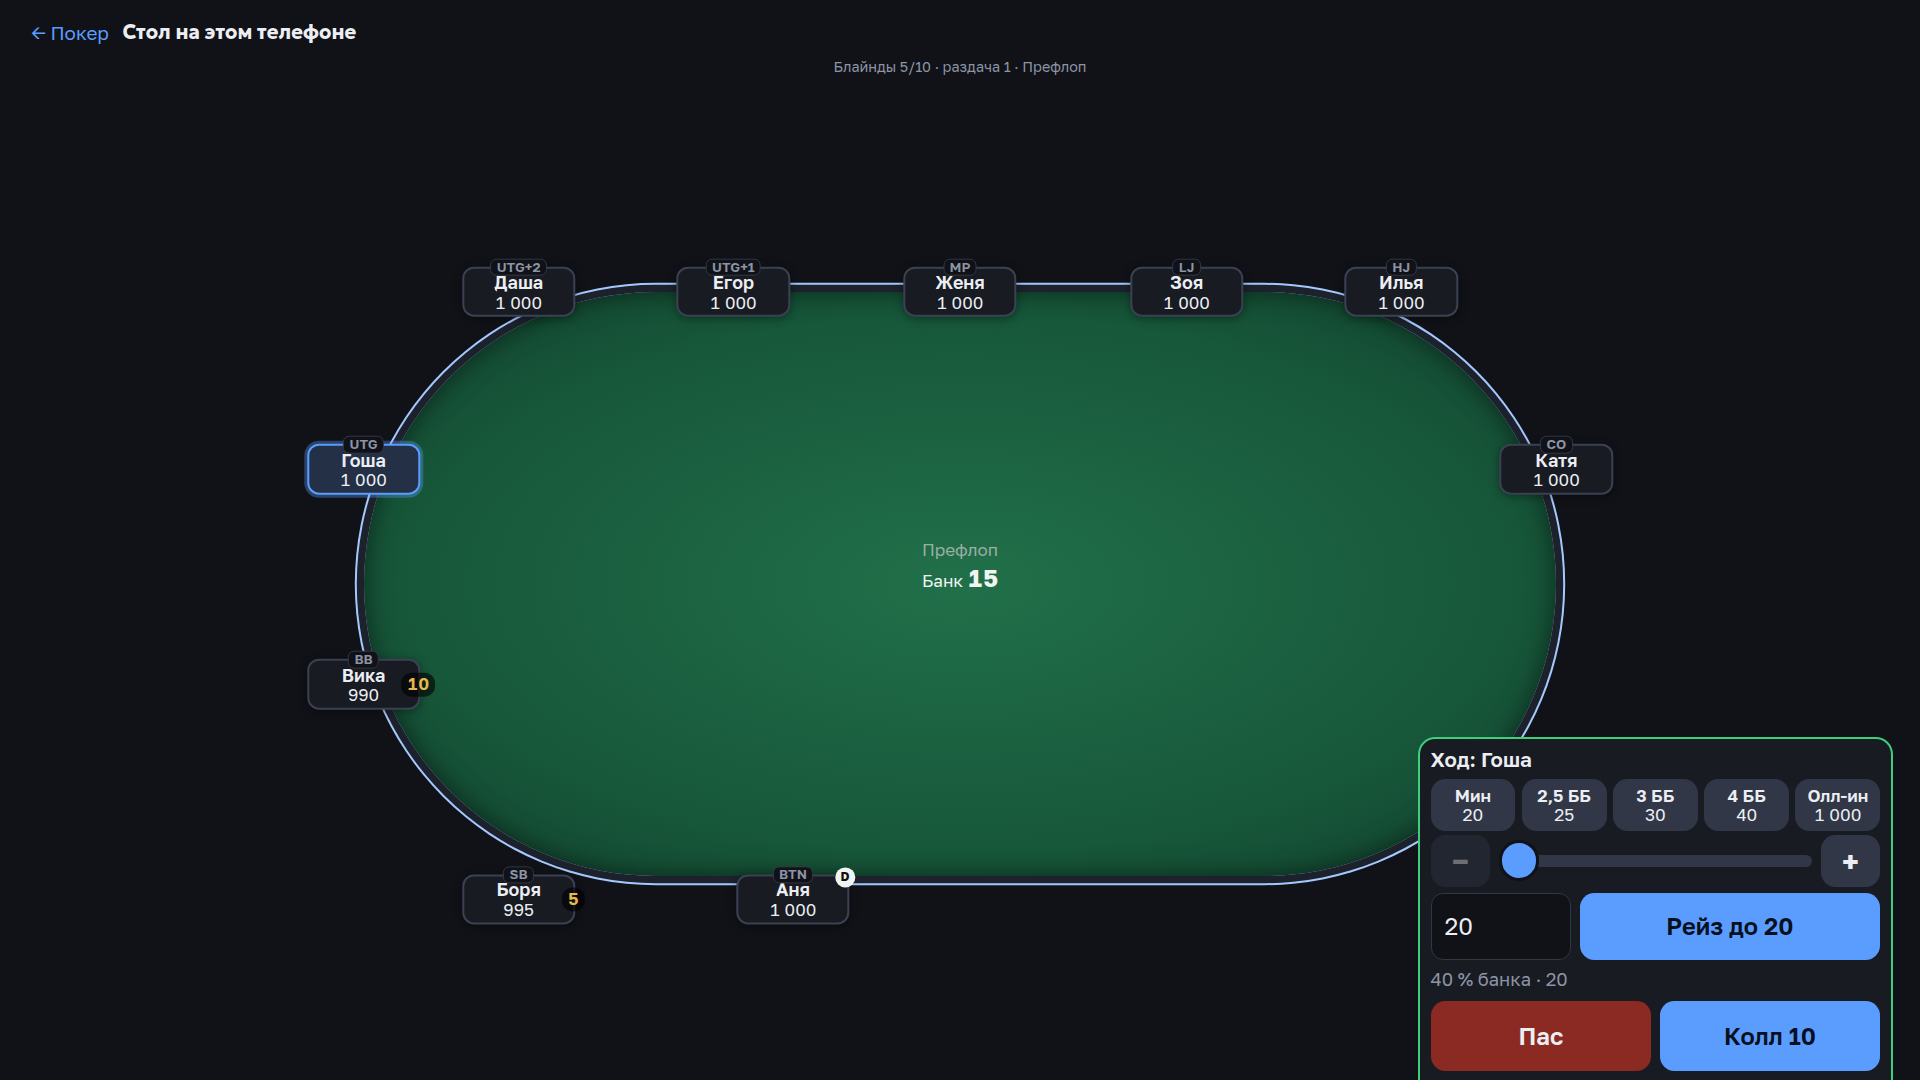 ← Покер Стол на этом телефоне
Блайнды 5/10 · раздача 1 · Префлоп
UTG+2
Даша
1 000
UTG+1
Егор
1 000
MP
Женя
1 000
LJ
Зоя
1 000
HJ
Илья
1 000
UTG
Гоша
1 000
CO
Катя
1 000
Префлоп
Банк 15
BB
Вика
990
10
SB
Боря
995
5
BTN
D
Аня
1 000
Ход: Гоша
Мин
20
2,5 ББ
25
3 ББ
30
4 ББ
40
Олл-ин
1 000
− +
20
Рейз до 20
40 % банка · 20
Пас
Колл 10